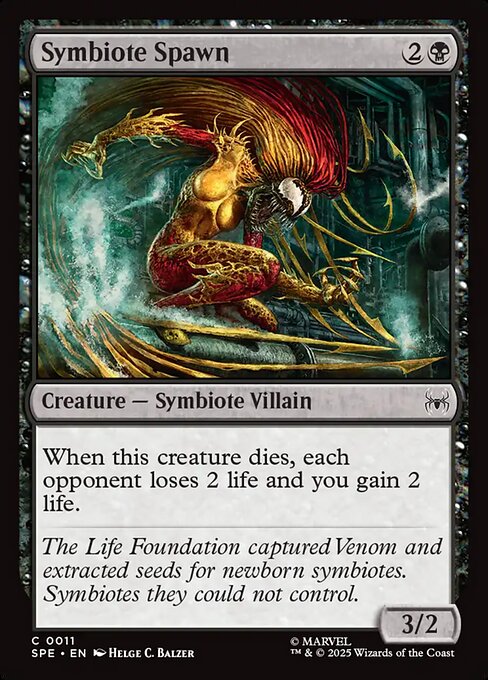 Symbiote Spawn 2
Creature — Symbiote Villain
When this creature dies, each
opponent loses 2 life and you gain 2
life.
The Life Foundation captured Venom and
extracted seeds for newborn symbiotes.
Symbiotes they could not control.
3/2
C 0011
SPE • EN HELGE C. BALZER
© MARVEL
™ & © 2025 Wizards of the Coast